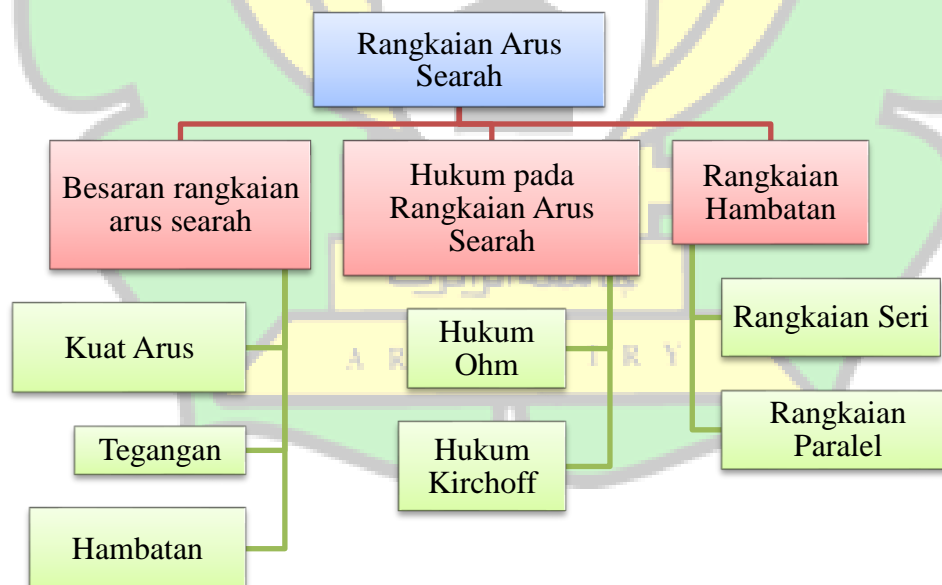 Rangkaian Arus
Searah
Besaran rangkaian
arus searah
Hukum pada
Rangkaian Arus
Searah
Rangkaian
Hambatan
Kuat Arus
Tegangan
Hambatan
Hukum
Ohm
Hukum
Kirchoff
Rangkaian Seri
Rangkaian
Paralel